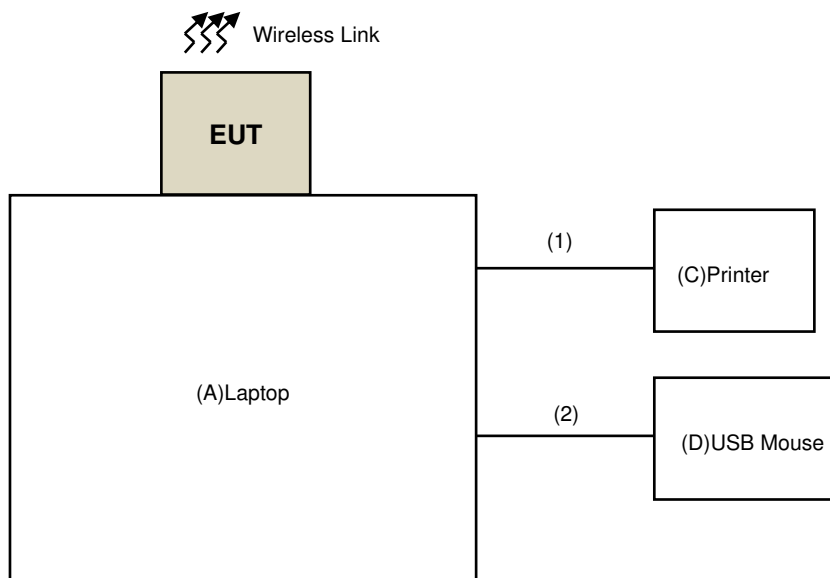 Wireless Link
EUT
(1)
(C)Printer
(A)Laptop
(2)
(D)USB Mouse